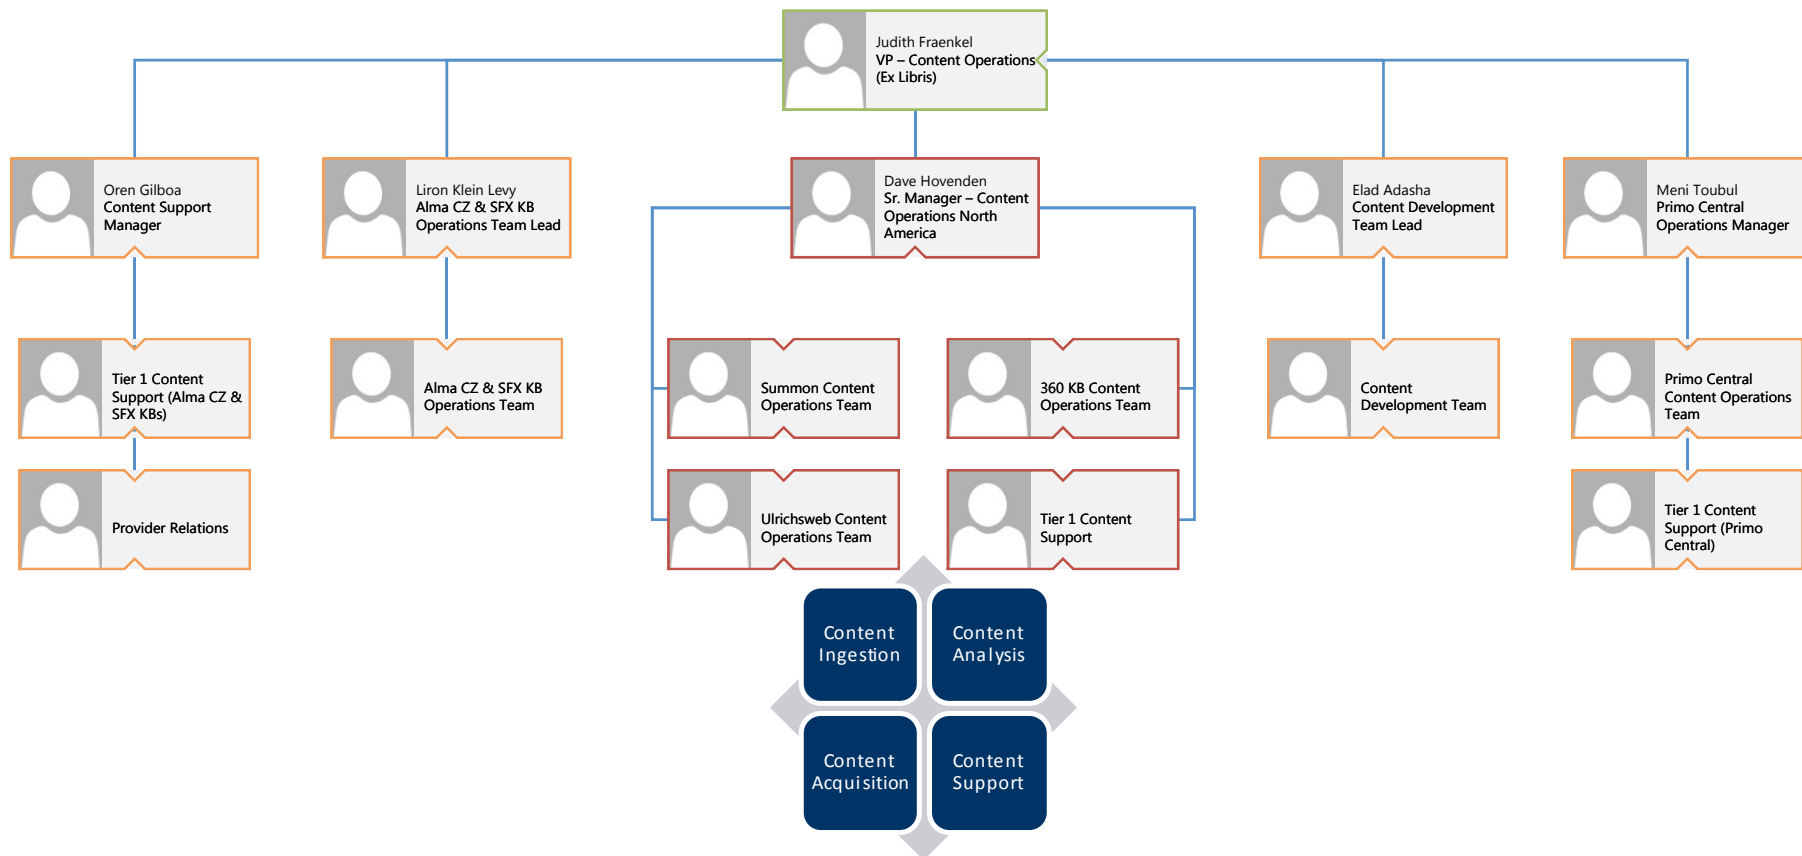 Judith Fraenkel
VP – Content Operations
(Ex Libris)
Oren Gilboa
Content Support
Manager
Liron Klein Levy
Alma CZ & SFX KB
Operations Team Lead
Dave Hovenden
Sr. Manager – Content
Operations North
America
Elad Adasha
Content Development
Team Lead
Meni Toubul
Primo Central
Operations Manager
Tier 1 Content
Support (Alma CZ &
SFX KBs)
Alma CZ & SFX KB
Operations Team
Summon Content
Operations Team
360 KB Content
Operations Team
Content
Development Team
Primo Central
Content Operations
Team
Provider Relations
Ulrichsweb Content
Operations Team
Tier 1 Content
Support
Tier 1 Content
Support (Primo
Central)
Content
Ingestion
Content
Analysis
Content
Acquisition
Content
Support